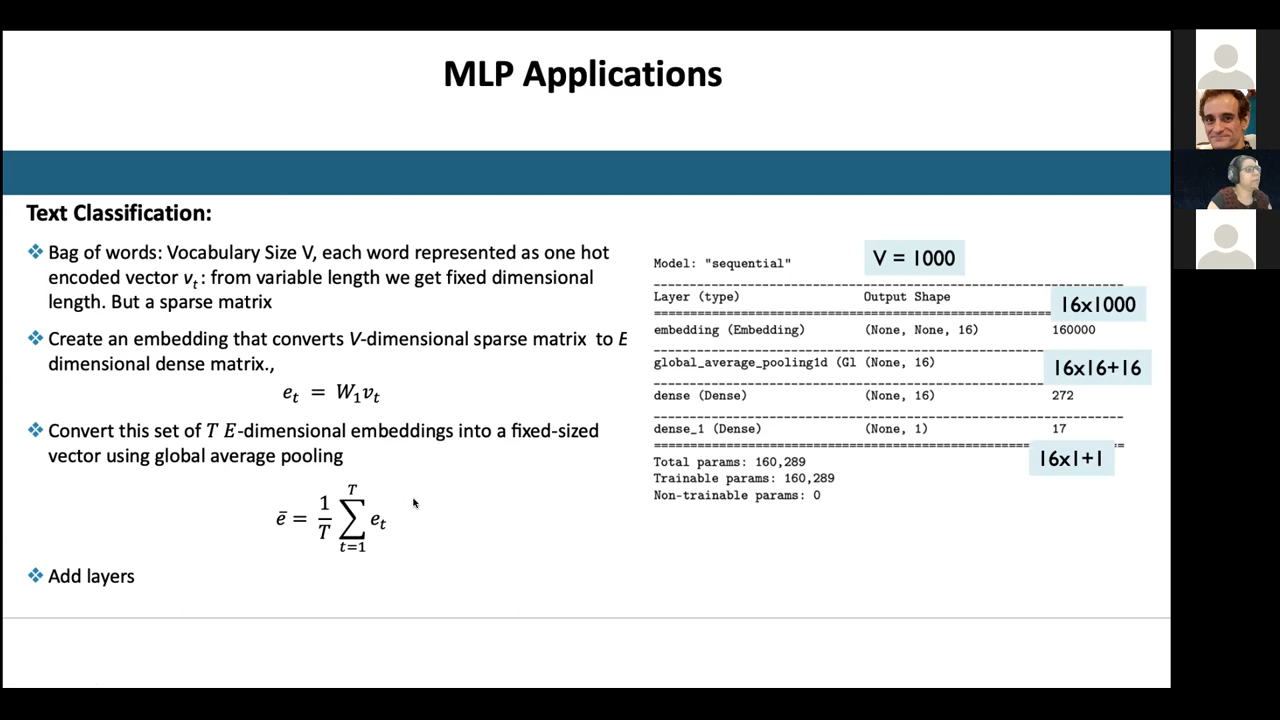 MLP Applications
Text Classification:
Bag of words: Vocabulary Size V, each word represented as one hot
encoded vector vₜ : from variable length we get fixed dimensional
length. But a sparse matrix
Create an embedding that converts V-dimensional sparse matrix to E
dimensional dense matrix.,
eₜ = W₁vₜ
Convert this set of T E-dimensional embeddings into a fixed-sized
vector using global average pooling
ē = 1/T ∑ₜ₌₁ᵀ eₜ
Add layers
V = 1000
Model: "sequential"
Layer (type) Output Shape
16x1000
embedding (Embedding) (None, None, 16) 160000
global_average_pooling1d (Gl (None, 16)
16x16+16
dense (Dense) (None, 16) 272
dense_1 (Dense) (None, 1) 17
16x1+1
Total params: 160,289
Trainable params: 160,289
Non-trainable params: 0